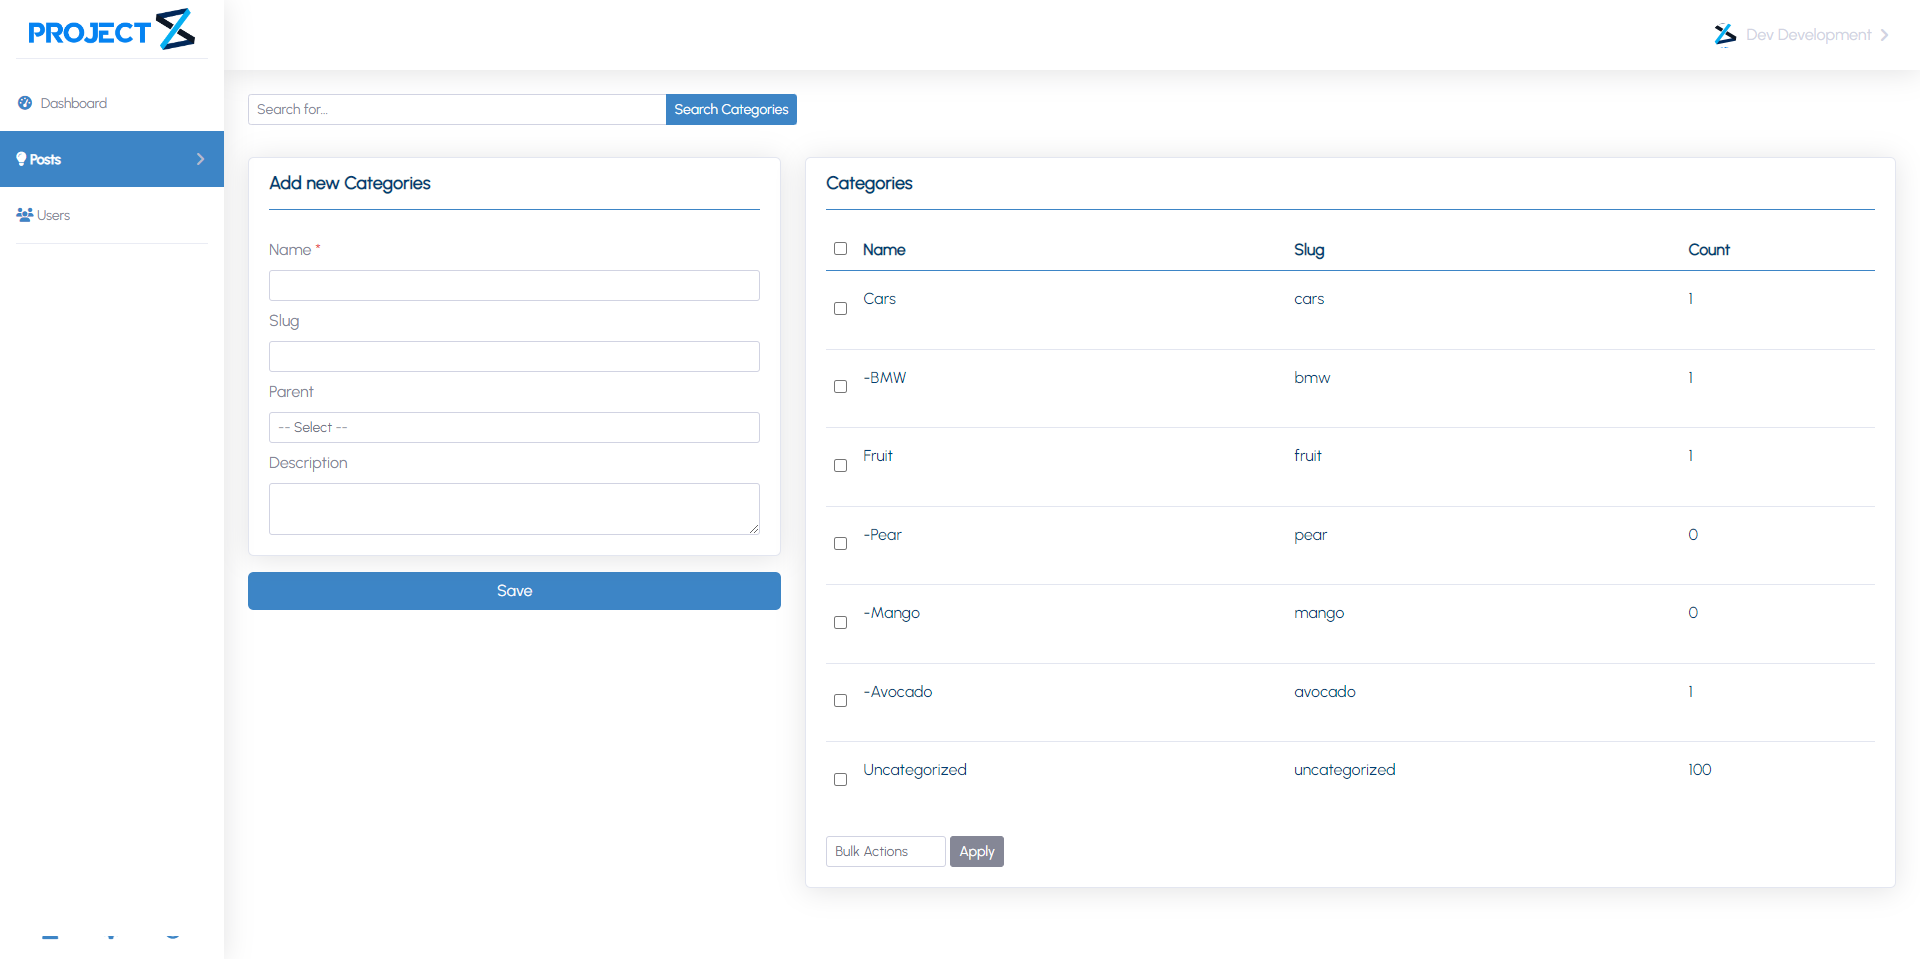 PROJECT
Dev Development
Dashboard
Posts
Users
Search for...
Search Categories
Add new Categories
Name *
Slug
Parent
-- Select --
Description
Save
Categories
Name Slug Count
Cars cars 1
-BMW bmw 1
Fruit fruit 1
-Pear pear 0
-Mango mango 0
-Avocado avocado 1
Uncategorized uncategorized 100
Bulk Actions
Apply